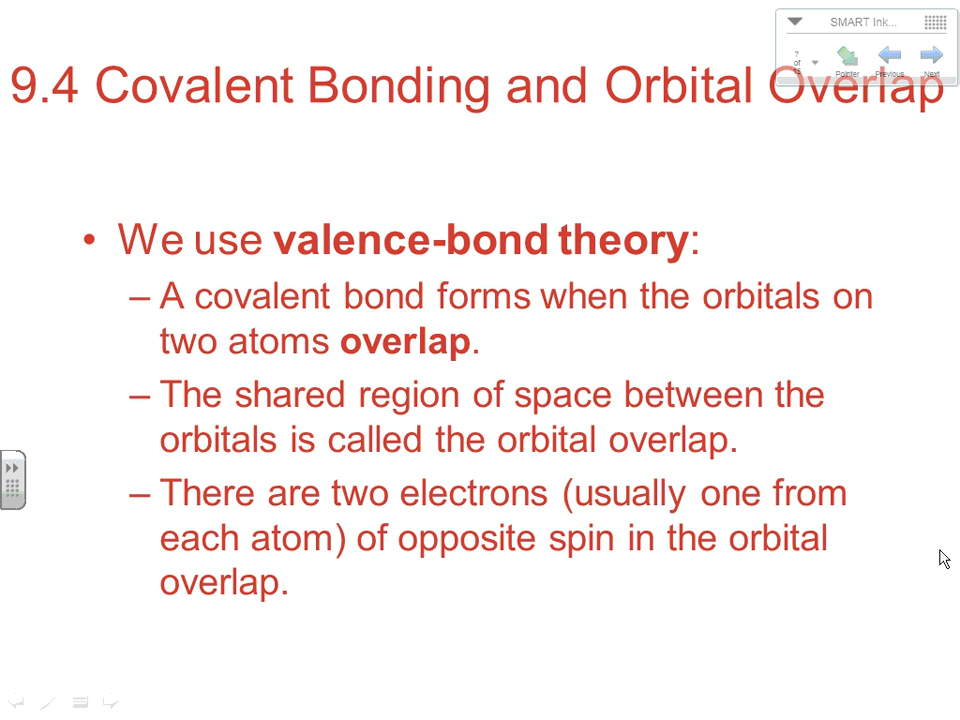 SMART Ink...
7
of
Pointer
Previous
Next
9.4 Covalent Bonding and Orbital Overlap
• We use valence-bond theory:
– A covalent bond forms when the orbitals on
two atoms overlap.
– The shared region of space between the
orbitals is called the orbital overlap.
– There are two electrons (usually one from
each atom) of opposite spin in the orbital
overlap.